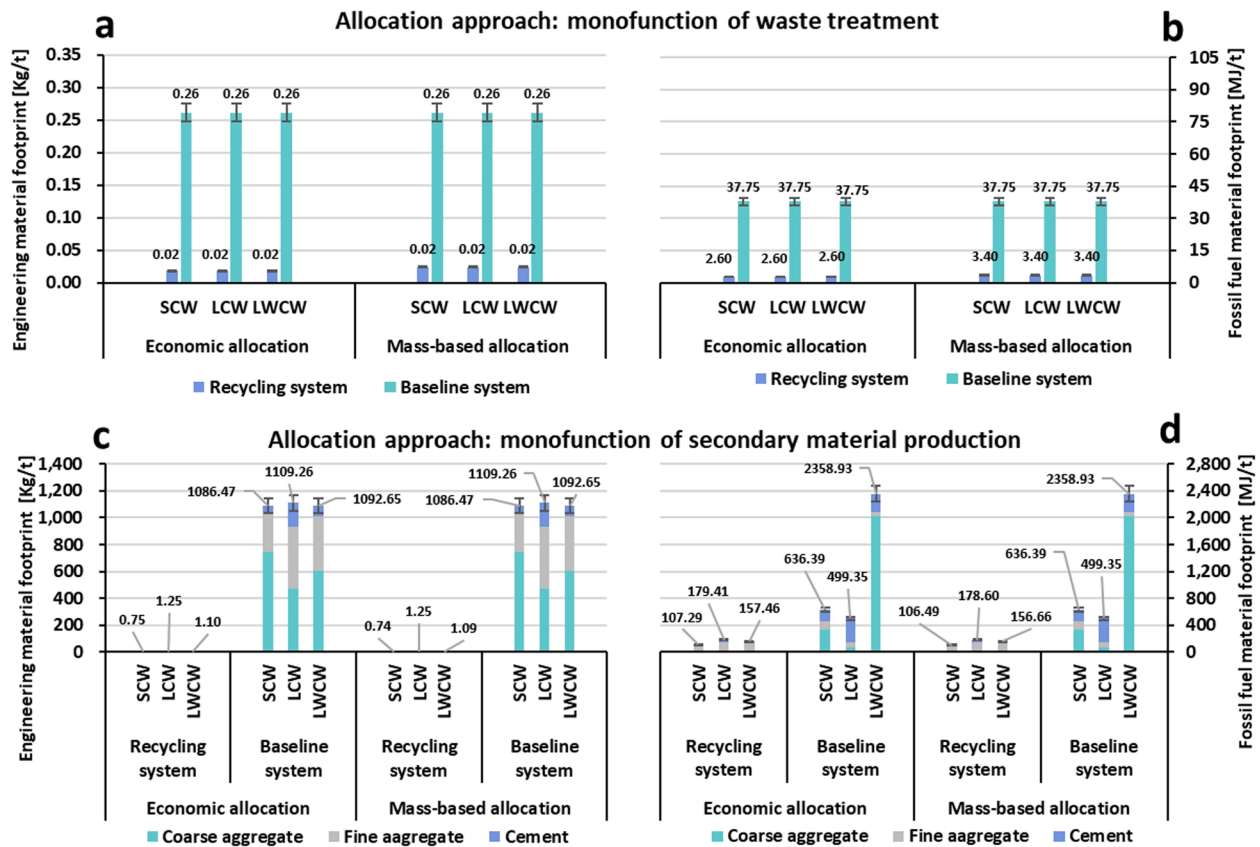 a
Allocation approach: monofunction of waste treatment
b
Engineering material footprint [Kg/t]
0.35
0.30
0.25
0.20
0.15
0.10
0.05
0.00
0.26 0.26 0.26 0.26 0.26 0.26
0.02 0.02 0.02 0.02 0.02 0.02
SCW LCW LWCW SCW LCW LWCW
Economic allocation Mass-based allocation
Recycling system Baseline system
37.75 37.75 37.75 37.75 37.75 37.75
2.60 2.60 2.60 3.40 3.40 3.40
SCW LCW LWCW SCW LCW LWCW
Economic allocation Mass-based allocation
Recycling system Baseline system
105
90
75
60
45
30
15
0
Fossil fuel material footprint [MJ/t]
c
Allocation approach: monofunction of secondary material production
d
Engineering material footprint [Kg/t]
1,400
1,200
1,000
800
600
400
200
0
0.75 1.25 1.10 1086.47 1109.26 1092.65 0.74 1.25 1.09 1086.47 1109.26 1092.65
SCW LCW LWCW SCW LCW LWCW SCW LCW LWCW SCW LCW LWCW
Recycling Baseline Recycling Baseline
system system system system
Economic allocation Mass-based allocation
Coarse aggregate Fine aagregate Cement
107.29 179.41 157.46 636.39 499.35 2358.93 106.49 178.60 156.66 636.39 499.35 2358.93
SCW LCW LWCW SCW LCW LWCW SCW LCW LWCW SCW LCW LWCW
Recycling Baseline Recycling Baseline
system system system system
Economic allocation Mass-based allocation
Coarse aggregate Fine aagregate Cement
2,800
2,400
2,000
1,600
1,200
800
400
0
Fossil fuel material footprint [MJ/t]